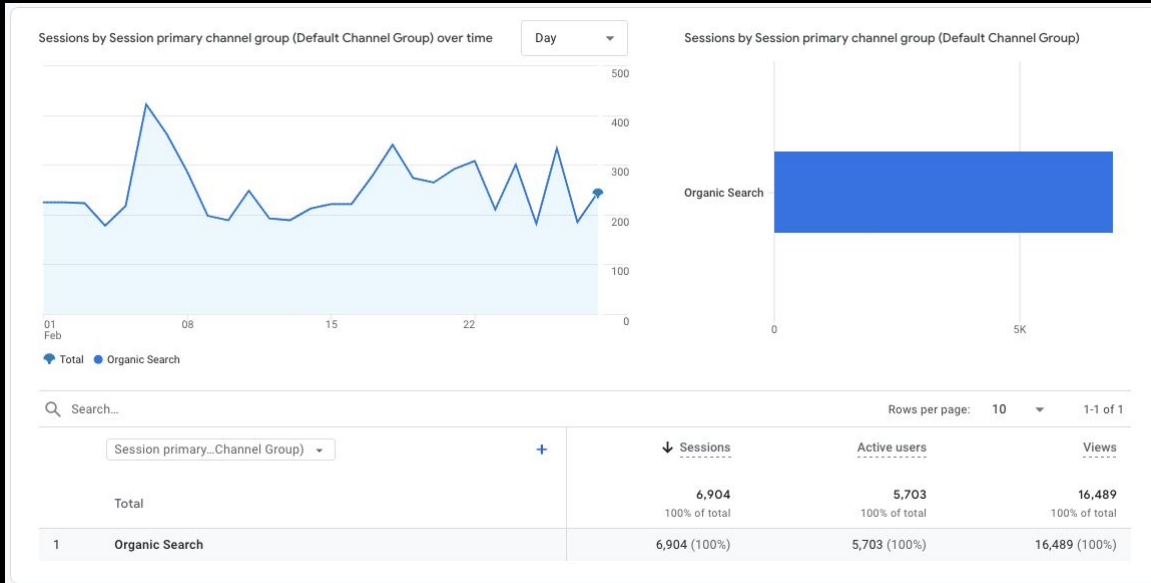 Sessions by Session primary channel group (Default Channel Group) over time
Day
500
400
300
200
100
0
01
Feb
08
15
22
Total
Organic Search
Sessions by Session primary channel group (Default Channel Group)
Organic Search
0
5K
Search...
Rows per page:
10
1-1 of 1
Session primary...Channel Group)
+
Sessions
Active users
Views
Total
6,904
5,703
16,489
100% of total
100% of total
100% of total
1
Organic Search
6,904 (100%)
5,703 (100%)
16,489 (100%)